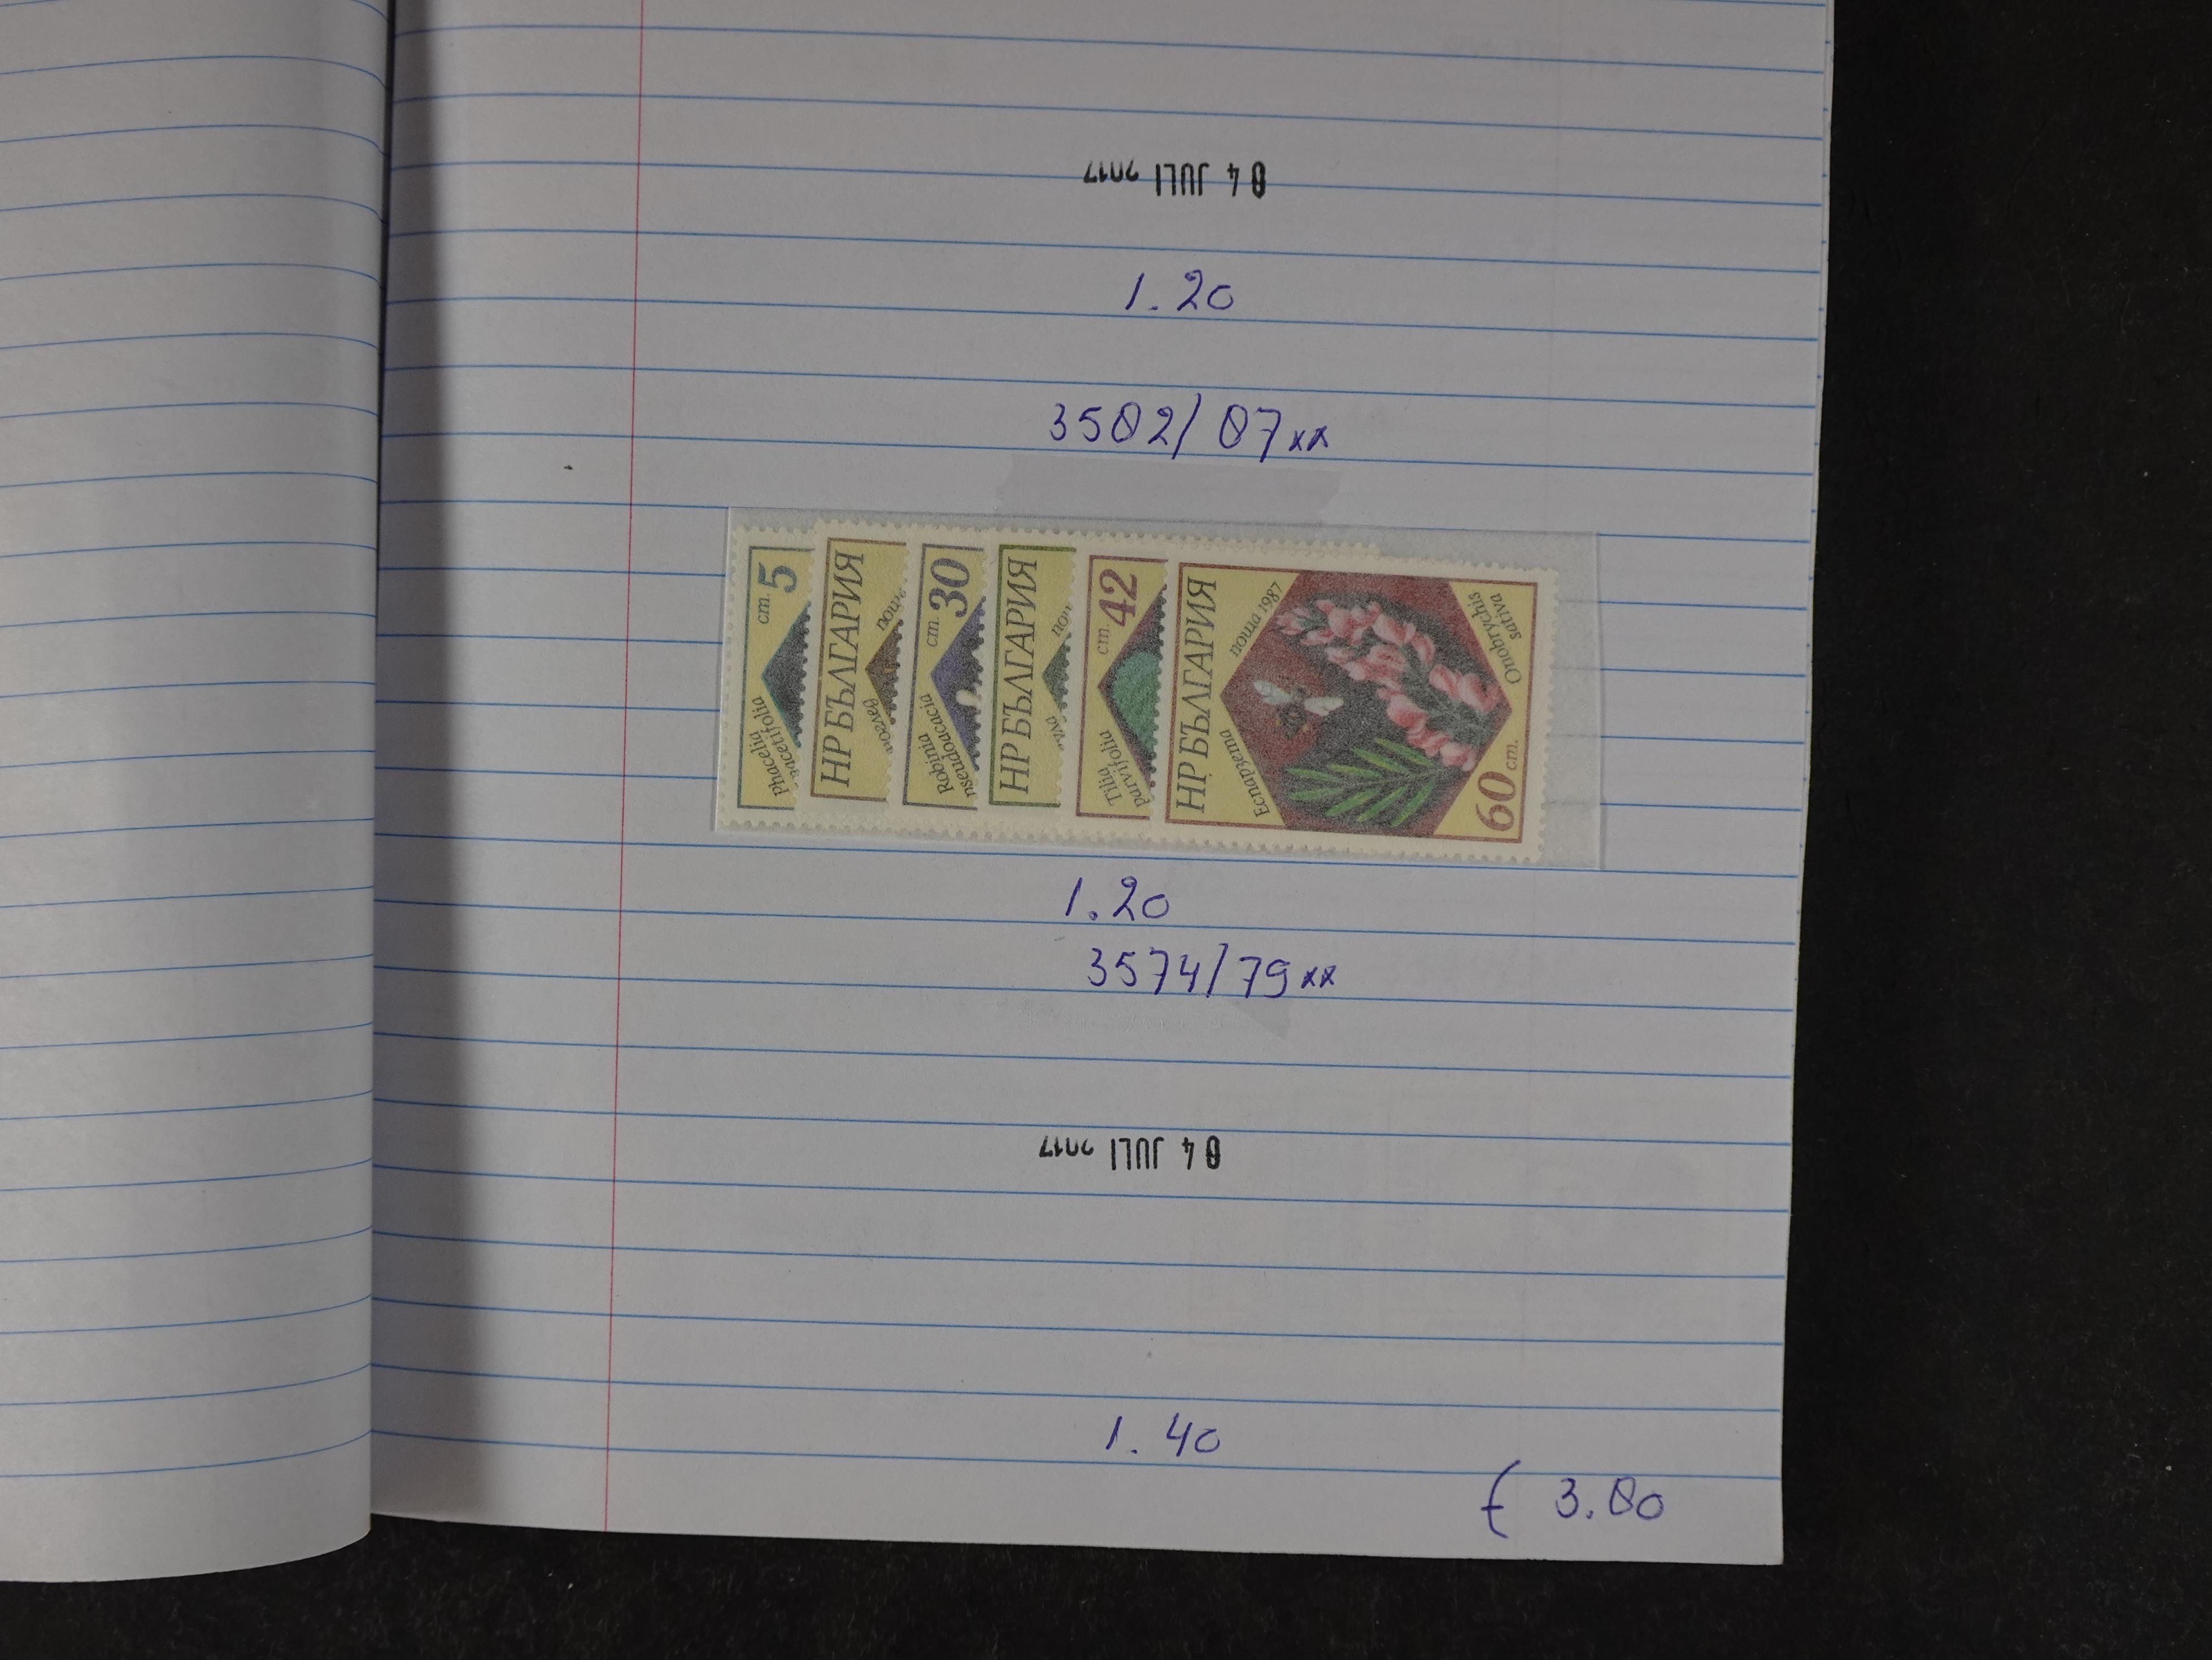 04 JULI 2017
1.20
3502/07xx
ст. 5
Phacelia
НР БЪЛГАРИЯ
ст. 30
Robinia
pseudoacacia
НР БЪЛГАРИЯ
ст. 42
Tilia
parvifolia
НР БЪЛГАРИЯ
поща 1987
Еспарзета
Onobrychis
sativa
60 ст.
1.20
3574/79xx
04 JULI 2017
1.40
€ 3.80